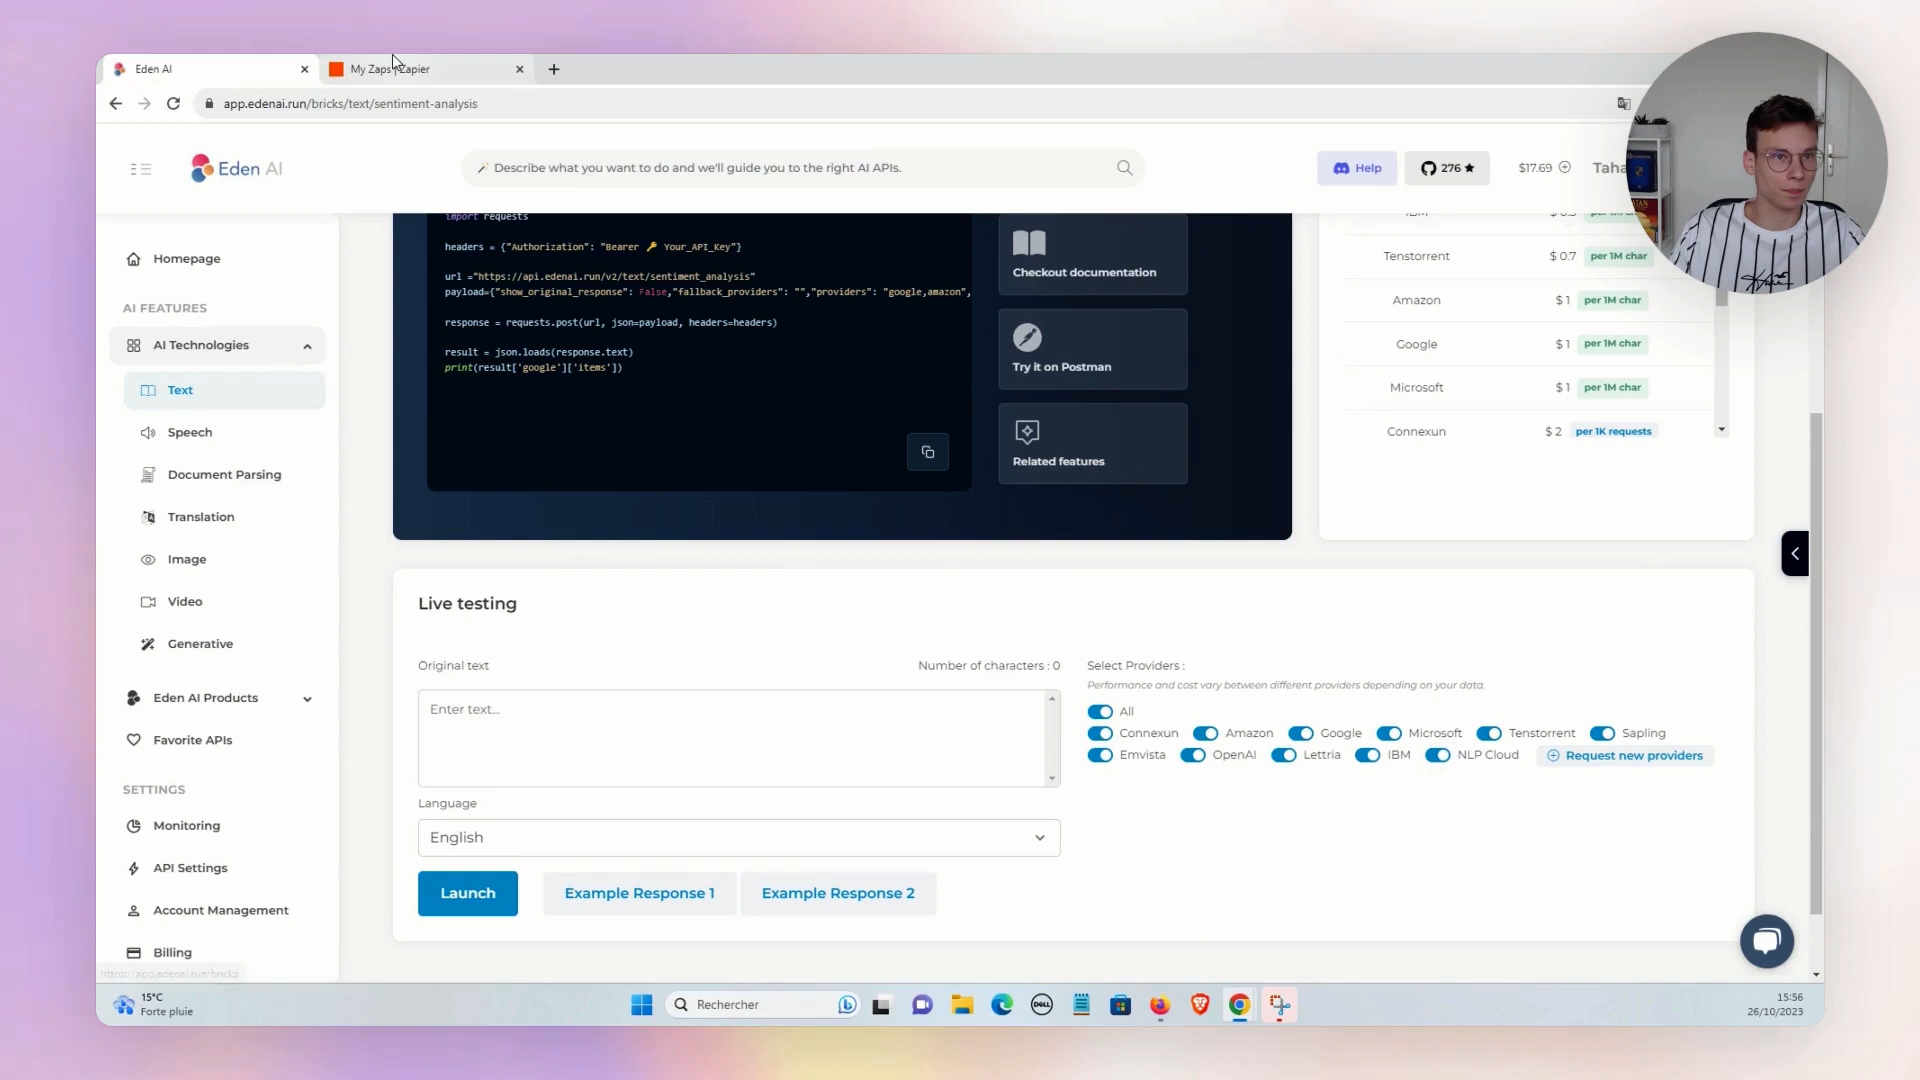 Eden AI
My Zaps | Zapier
app.edenai.run/bricks/text/sentiment-analysis
Eden AI
Describe what you want to do and we'll guide you to the right AI APIs.
Help
276 ★
$17.69
Taha
Homepage
AI FEATURES
AI Technologies
Text
Speech
Document Parsing
Translation
Image
Video
Generative
Eden AI Products
Favorite APIs
SETTINGS
Monitoring
API Settings
Account Management
Billing
https://app.edenai.run/bricks
import requests
headers = {"Authorization": "Bearer 🔑 Your_API_Key"}
url ="https://api.edenai.run/v2/text/sentiment_analysis"
payload={"show_original_response": False,"fallback_providers": "","providers": "google,amazon",
response = requests.post(url, json=payload, headers=headers)
result = json.loads(response.text)
print(result['google']['items'])
Checkout documentation
Try it on Postman
Related features
Tenstorrent $ 0.7 per 1M char
Amazon $ 1 per 1M char
Google $ 1 per 1M char
Microsoft $ 1 per 1M char
Connexun $ 2 per 1K requests
Live testing
Original text
Number of characters : 0
Enter text...
Language
English
Launch
Example Response 1
Example Response 2
Select Providers :
Performance and cost vary between different providers depending on your data.
All
Connexun Amazon Google Microsoft Tenstorrent Sapling
Emvista OpenAI Lettria IBM NLP Cloud Request new providers
15°C
Forte pluie
Rechercher
DELL
15:56
26/10/2023